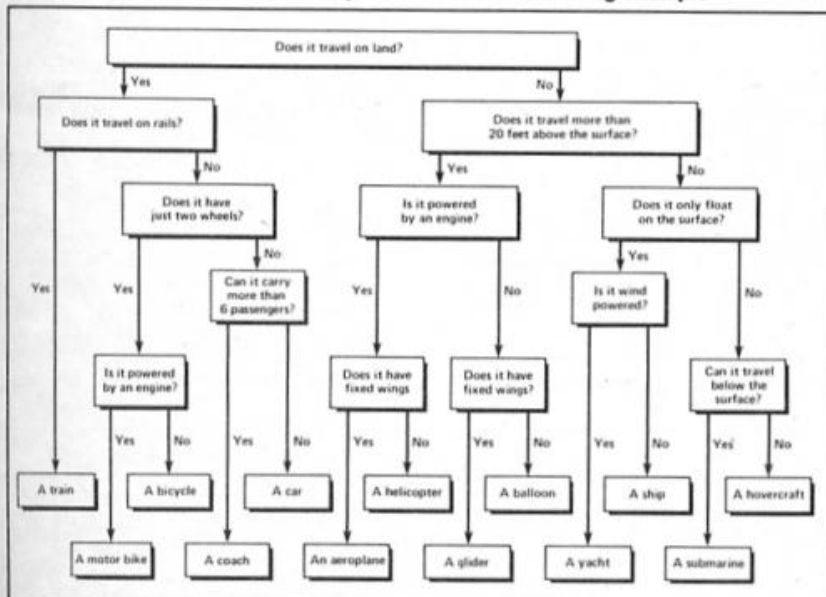 Does it travel on land?
Yes
No
Does it travel on rails?
Does it travel more than
20 feet above the surface?
No
Yes
No
Does it have
just two wheels?
Is it powered
by an engine?
Does it only float
on the surface?
No
Yes
Yes
Yes
Can it carry
more than
6 passengers?
Yes
No
Is it wind
powered?
No
Is it powered
by an engine?
Does it have
fixed wings
Does it have
fixed wings?
Can it travel
below the
surface?
Yes
No
Yes
No
Yes
No
Yes
No
Yes
No
Yes
No
A train
A bicycle
A car
A helicopter
A balloon
A ship
A hovercraft
A motor bike
A coach
An aeroplane
A glider
A yacht
A submarine